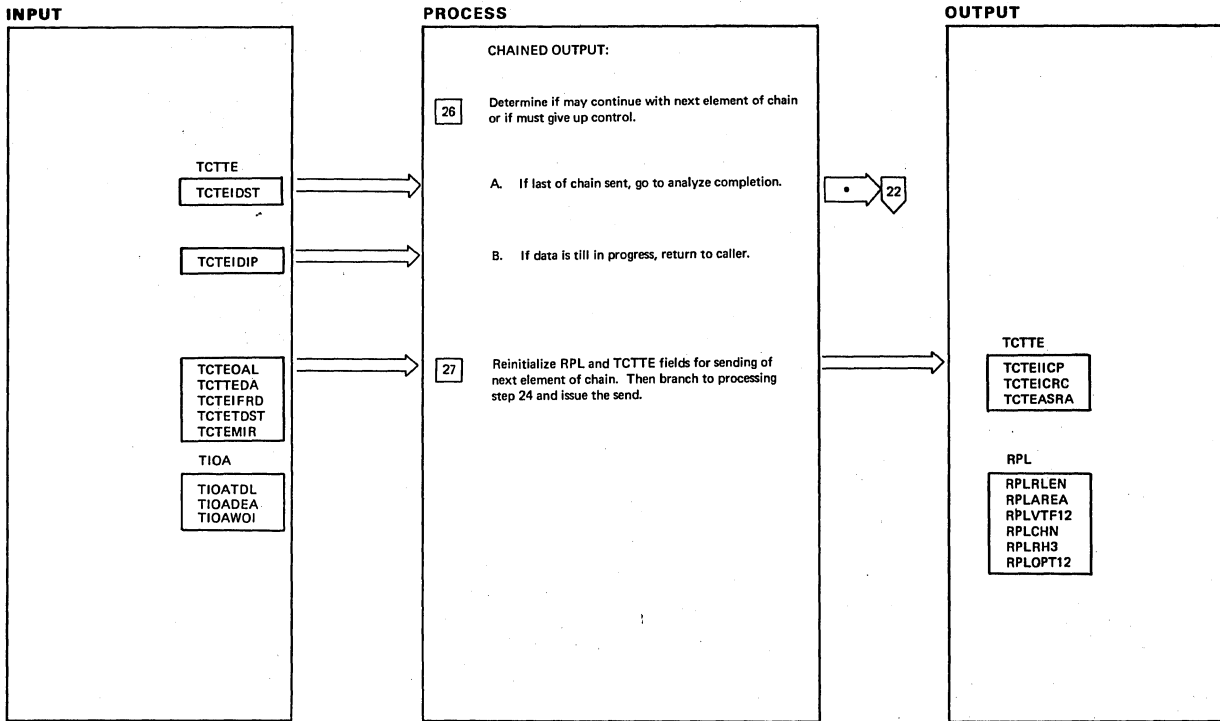 INPUT
PROCESS
OUTPUT
CHAINED OUTPUT:
26
Determine if may continue with next element of chain
or if must give up control.
TCTTE
TCTEIDST
A. If last of chain sent, go to analyze completion.
22
TCTEIDIP
B. If data is till in progress, return to caller.
TCTEOAL
TCTTEDA
TCTEIFRD
TCTETDST
TCTEMIR
27
Reinitialize RPL and TCTTE fields for sending of
next element of chain. Then branch to processing
step 24 and issue the send.
TCTTE
TCTEIICP
TCTEICRC
TCTEASRA
TIOA
TIOATDL
TIOADEA
TIOAWOI
RPL
RPLRLEN
RPLAREA
RPLVTF12
RPLCHN
RPLRH3
RPLOPT12